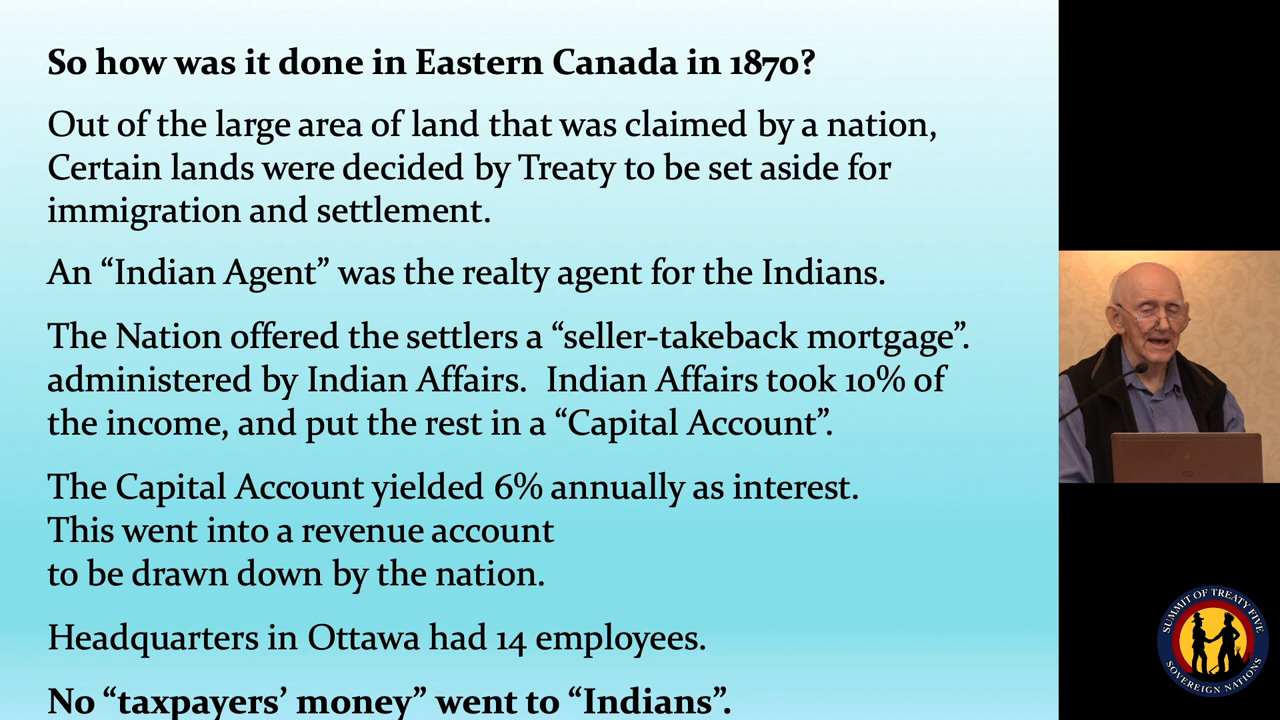 So how was it done in Eastern Canada in 1870?
Out of the large area of land that was claimed by a nation,
Certain lands were decided by Treaty to be set aside for
immigration and settlement.
An “Indian Agent” was the realty agent for the Indians.
The Nation offered the settlers a “seller-takeback mortgage”.
administered by Indian Affairs. Indian Affairs took 10% of
the income, and put the rest in a “Capital Account”.
The Capital Account yielded 6% annually as interest.
This went into a revenue account
to be drawn down by the nation.
Headquarters in Ottawa had 14 employees.
No “taxpayers’ money” went to “Indians”.
SUMMIT OF TREATY FIVE
SOVEREIGN NATIONS